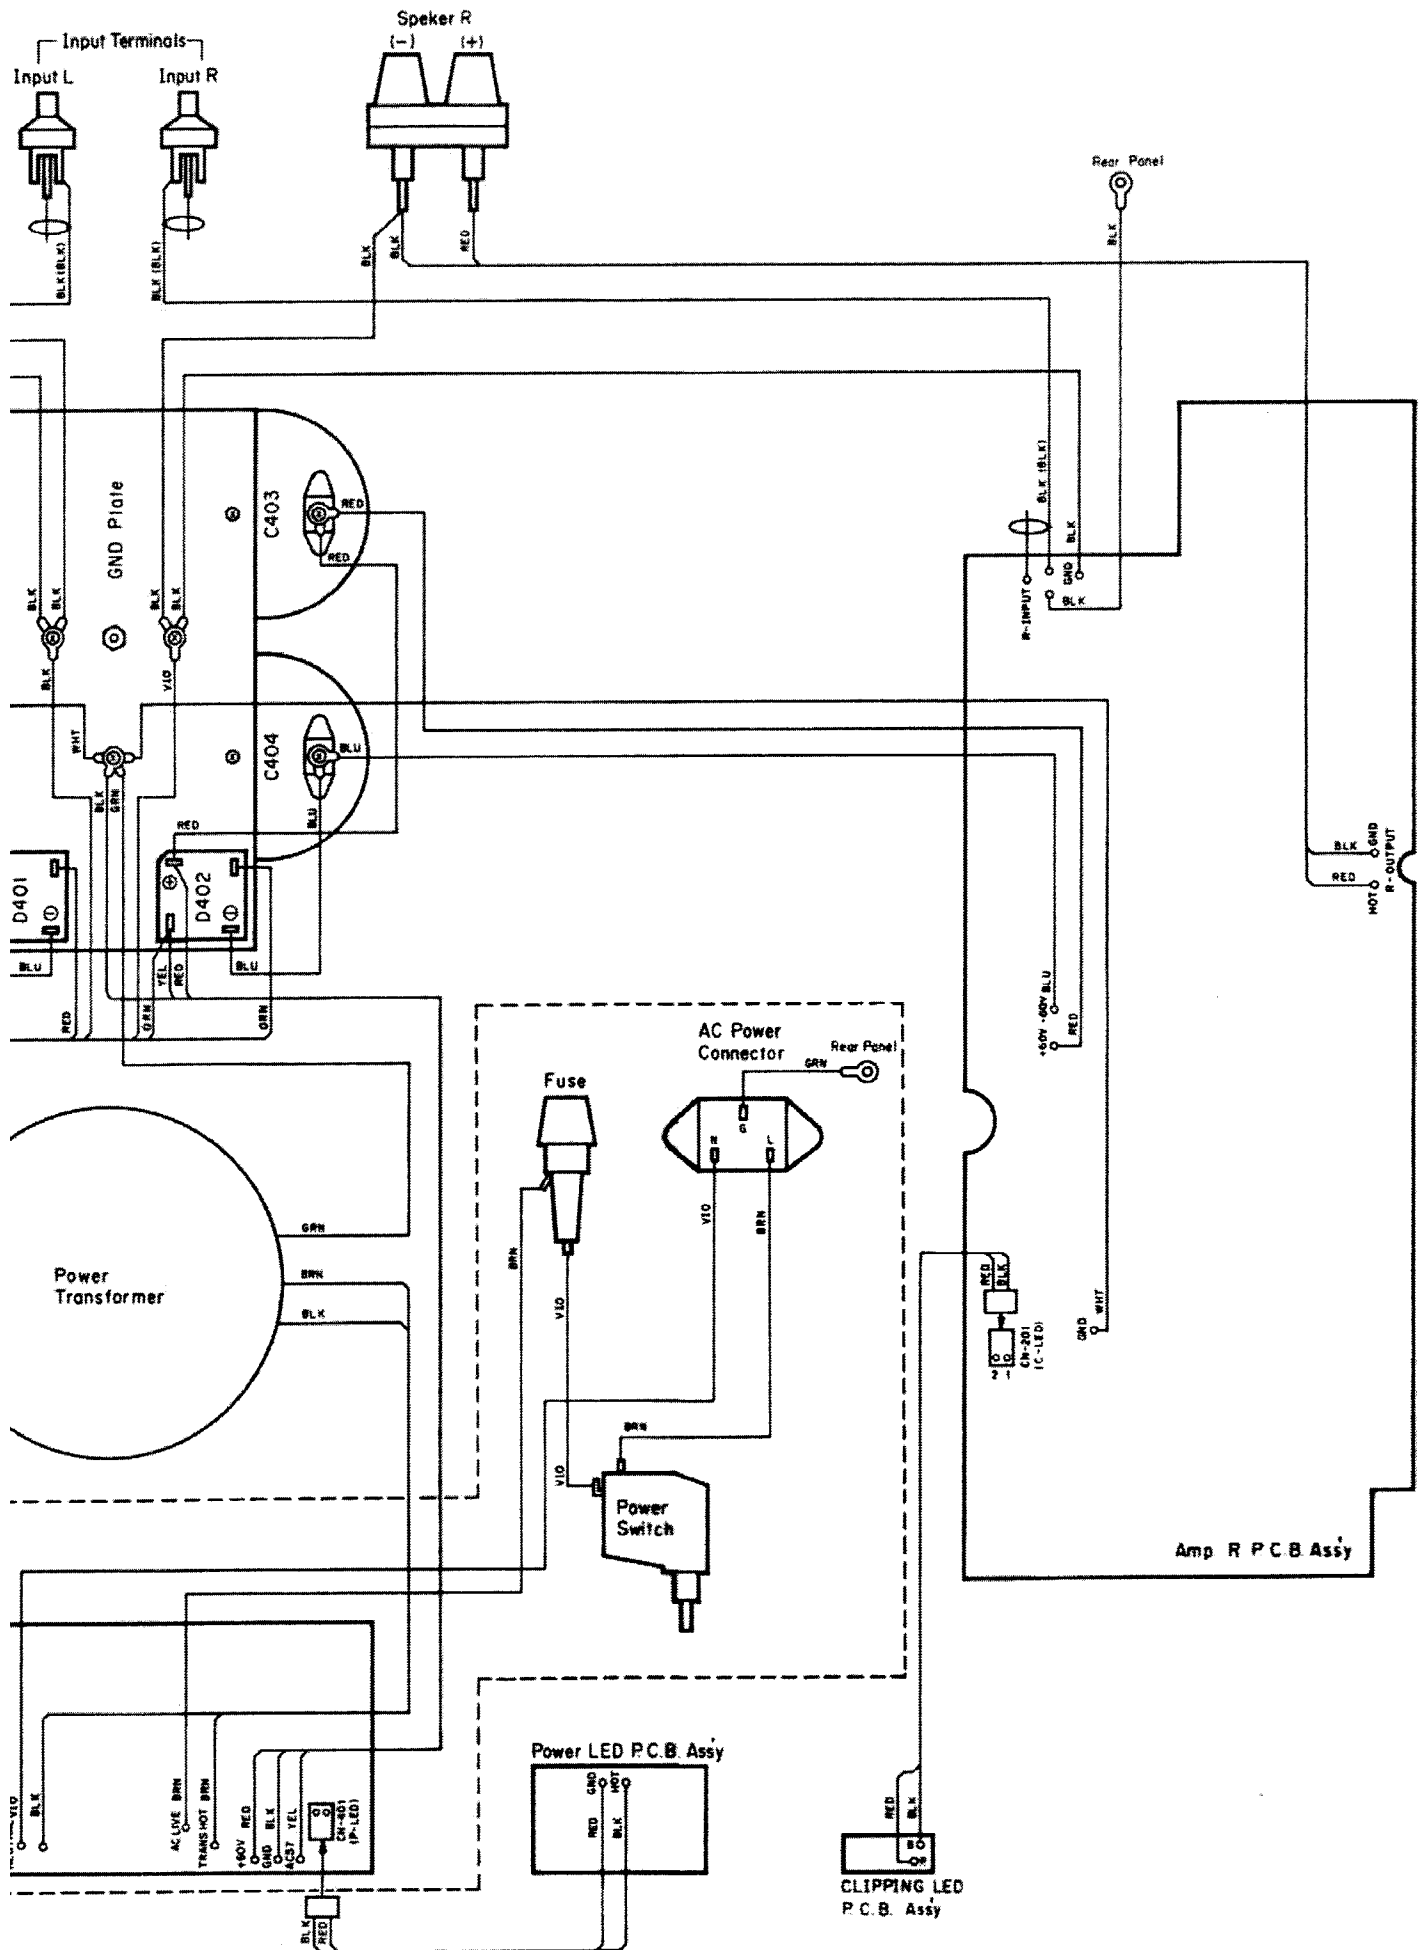 Speker R
(-) (+)
Input Terminals
Input L
Input R
Rear Panel
BLK
BLK(BLK)
BLK(BLK)
BLK
BLK
RED
GND Plate
C403
RED
RED
BLK (BLK)
BLK
GND
R-INPUT
BLK
BLK
BLK
BLK
BLK
BLK
VIO
WHT
C404
BLU
BLU
BLK
GRN
RED
D401
D402
BLU
YEL
RED
BLU
RED
ORN
ORN
BLK
GND
RED
HOT
R-OUTPUT
BLU
-60V
+60V
RED
AC Power
Connector
Rear Panel
GRN
Fuse
G
N
L
VIO
BRN
BRN
VIO
GRN
Power
Transformer
BRN
BLK
RED
BLK
CN-201
(C-LED)
2 1
GND
WHT
BRN
VIO
Power
Switch
Amp R P.C.B. Ass'y
VIO
BLK
AC LIVE BRN
TRANS HOT BRN
+60V RED
GND BLK
AC57 YEL
CN-401
(P-LED)
BLK
RED
Power LED P.C.B. Ass'y
GND
HOT
RED
BLK
RED
BLK
CLIPPING LED
P.C.B. Ass'y